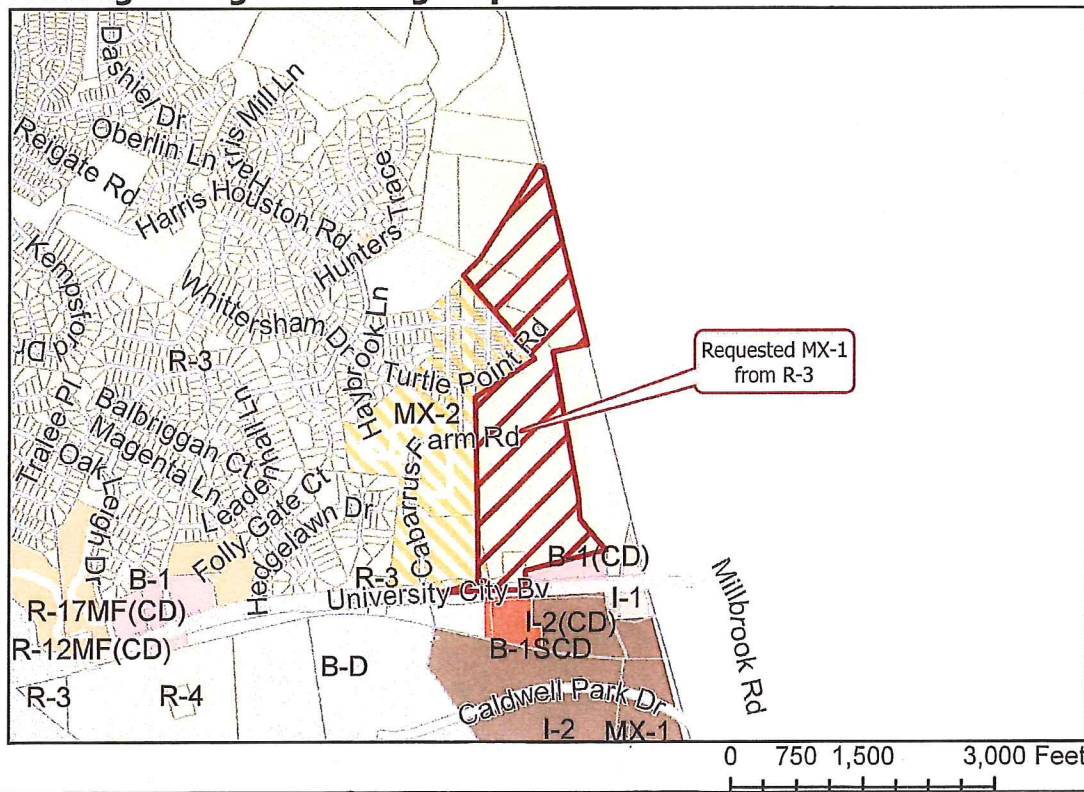 Dashiel Dr
Oberlin Ln
Harris Mill Ln
Reigate Rd
Harris Houston Rd
Hunters Trace
Kempsford Dr
Whittersham Dr
Haybrook Ln
R-3
Turtle Point Rd
Requested MX-1
from R-3
MX-2
Cabarrus Farm Rd
Tralee Pl
Balbriggan Ct
Magenta Ln
Oak Leigh Dr
Folly Gate Ct
Hedgelawn Dr
B-1
R-3
B-1(CD)
University City Bv
I-1
Millbrook Rd
R-17MF(CD)
I-2(CD)
R-12MF(CD)
B-1SCD
B-D
R-3
R-4
Caldwell Park Dr
I-2
MX-1
0 750 1,500 3,000 Feet